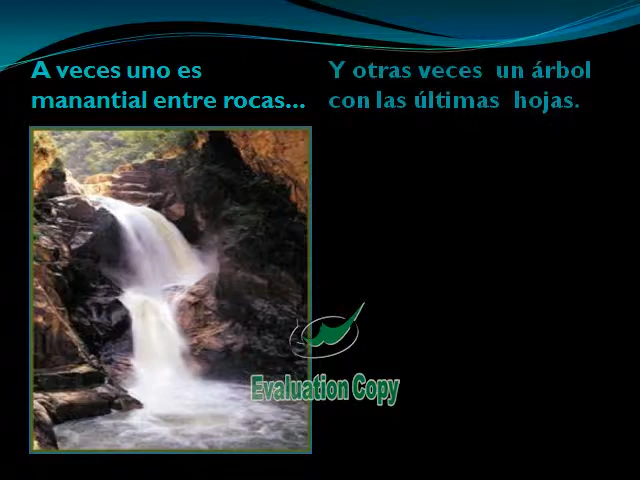 A veces uno es
manantial entre rocas...
Y otras veces un árbol
con las últimas hojas.
Evaluation Copy